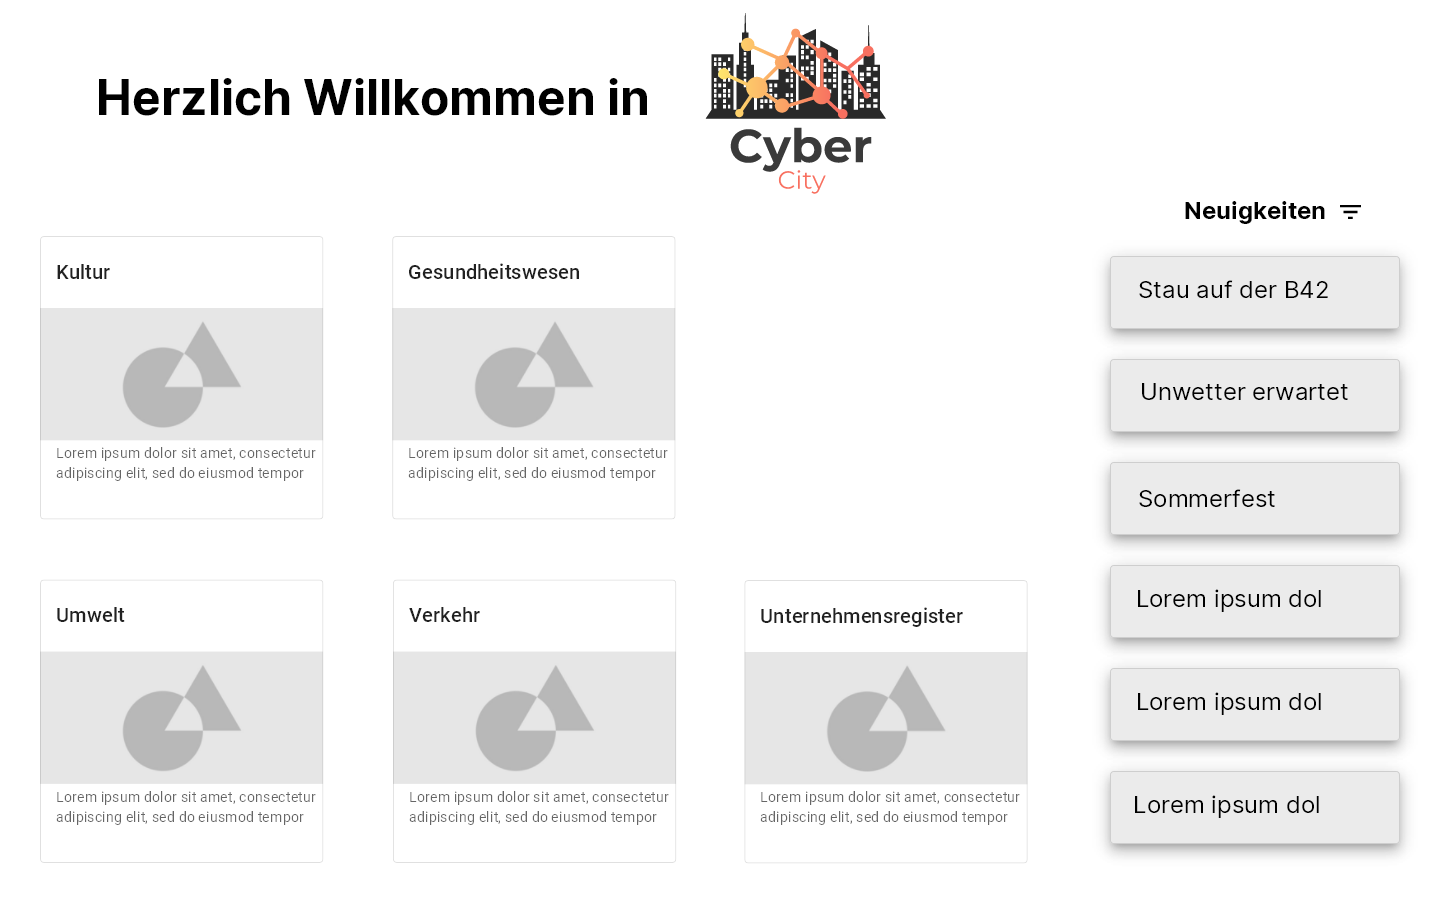 Herzlich Willkommen in
Cyber
City
Neuigkeiten
Kultur
Lorem ipsum dolor sit amet, consectetur
adipiscing elit, sed do eiusmod tempor
Gesundheitswesen
Lorem ipsum dolor sit amet, consectetur
adipiscing elit, sed do eiusmod tempor
Umwelt
Lorem ipsum dolor sit amet, consectetur
adipiscing elit, sed do eiusmod tempor
Verkehr
Lorem ipsum dolor sit amet, consectetur
adipiscing elit, sed do eiusmod tempor
Unternehmensregister
Lorem ipsum dolor sit amet, consectetur
adipiscing elit, sed do eiusmod tempor
Stau auf der B42
Unwetter erwartet
Sommerfest
Lorem ipsum dol
Lorem ipsum dol
Lorem ipsum dol